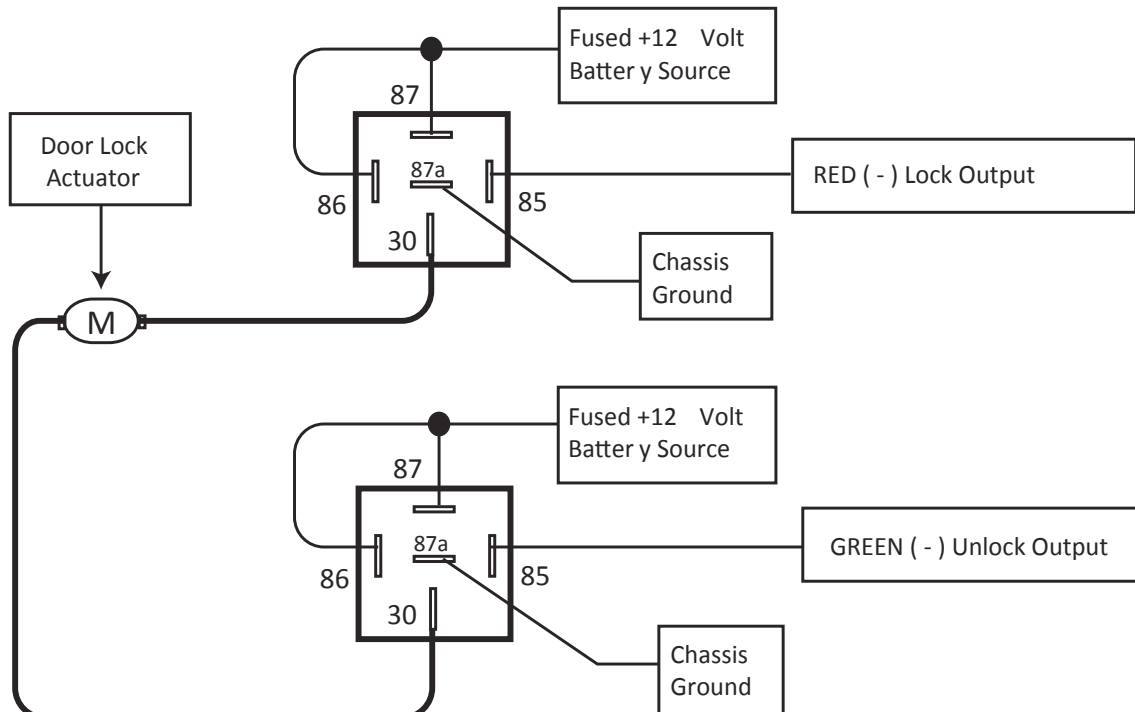 Fused +12 Volt
Batter y Source
87
Door Lock
Actuator
87a
RED ( - ) Lock Output
86
85
30
Chassis
Ground
M
Fused +12 Volt
Batter y Source
87
87a
GREEN ( - ) Unlock Output
86
85
30
Chassis
Ground